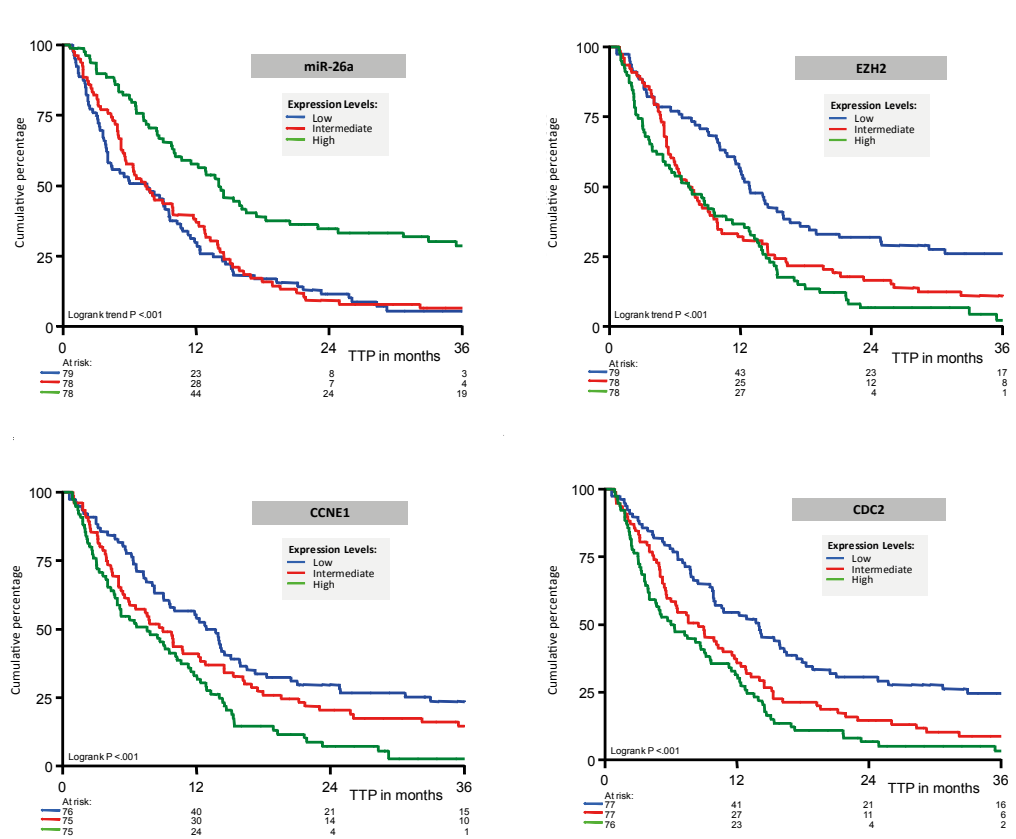 miR-26a
Expression Levels:
Low
Intermediate
High
Cumulative percentage
100
75
50
25
0
Logrank trend P <.001
0 12 24 36
TTP in months
At risk:
79 23 8 3
78 28 7 4
78 44 24 19
EZH2
Expression Levels:
Low
Intermediate
High
Cumulative percentage
100
75
50
25
0
Logrank trend P <.001
0 12 24 36
TTP in months
At risk:
79 43 23 17
78 25 12 8
78 27 4 1
CCNE1
Expression Levels:
Low
Intermediate
High
Cumulative percentage
100
75
50
25
0
Logrank P <.001
0 12 24 36
TTP in months
At risk:
76 40 21 15
75 30 14 10
75 24 4 1
CDC2
Expression Levels:
Low
Intermediate
High
Cumulative percentage
100
75
50
25
0
Logrank P <.001
0 12 24 36
TTP in months
At risk:
77 41 21 16
77 27 11 6
76 23 4 2